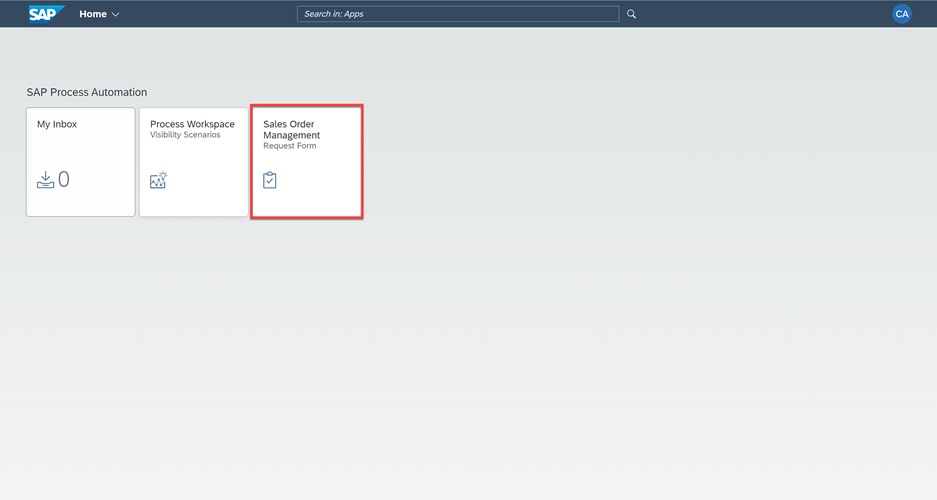 SAP Home Search in: Apps CA
SAP Process Automation
My Inbox
0
Process Workspace
Visibility Scenarios
Sales Order
Management
Request Form